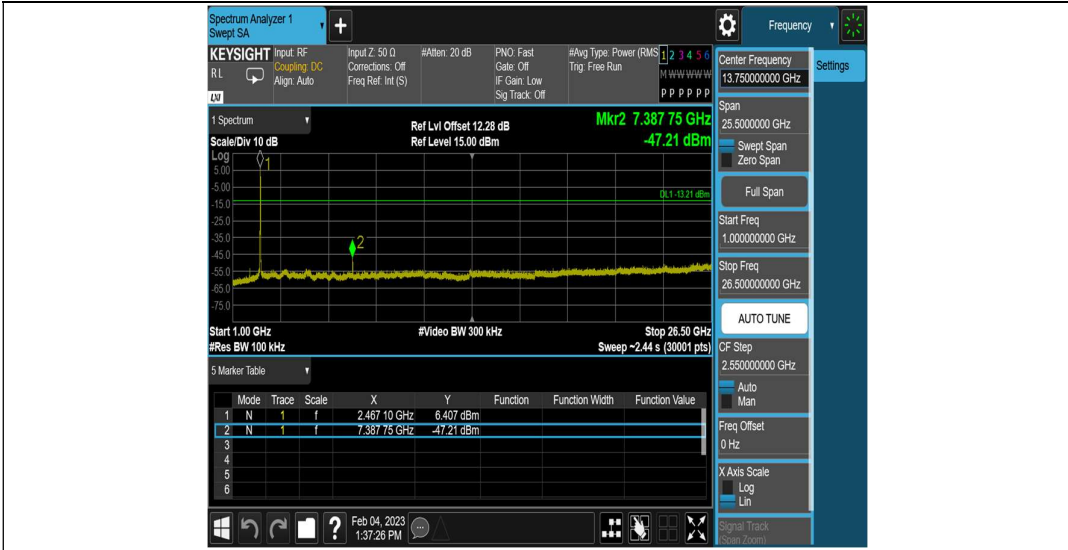 Spectrum Analyzer 1
Swept SA
Frequency
KEYSIGHT
RL
LXI
Input: RF
Coupling: DC
Align: Auto
Input Z: 50 Ω
Corrections: Off
Freq Ref: Int (S)
#Atten: 20 dB
PNO: Fast
Gate: Off
IF Gain: Low
Sig Track: Off
#Avg Type: Power (RMS
Trig: Free Run
1 2 3 4 5 6
M W W W W W
P P P P P P
Settings
Center Frequency
13.750000000 GHz
Span
25.5000000 GHz
Swept Span
Zero Span
Full Span
Start Freq
1.000000000 GHz
Stop Freq
26.500000000 GHz
AUTO TUNE
CF Step
2.550000000 GHz
Auto
Man
Freq Offset
0 Hz
X Axis Scale
Log
Lin
Signal Track
(Span Zoom)
1 Spectrum
Scale/Div 10 dB
Ref Lvl Offset 12.28 dB
Ref Level 15.00 dBm
Mkr2 7.387 75 GHz
-47.21 dBm
Log
1
5.00
-5.00
DL1 -13.21 dBm
-15.0
-25.0
-35.0
2
-45.0
-55.0
-65.0
-75.0
Start 1.00 GHz
#Video BW 300 kHz
Stop 26.50 GHz
#Res BW 100 kHz
Sweep ~2.44 s (30001 pts)
5 Marker Table
Mode Trace Scale X Y Function Function Width Function Value
1 N 1 f 2.467 10 GHz 6.407 dBm
2 N 1 f 7.387 75 GHz -47.21 dBm
3
4
5
6
?
Feb 04, 2023
1:37:26 PM